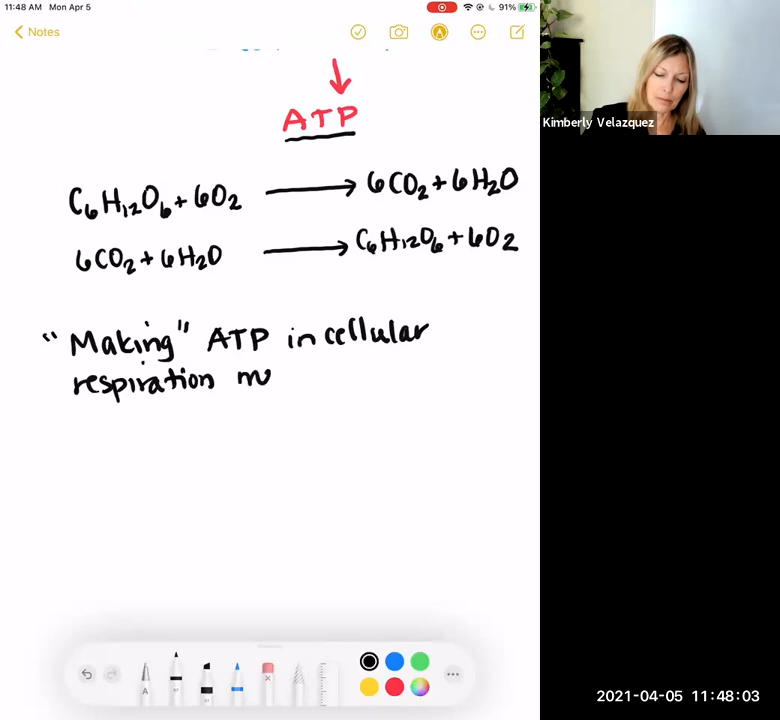 11:48 AM Mon Apr 5
91%
Notes
ATP
C₆H₁₂O₆ + 6O₂ → 6CO₂ + 6H₂O
6CO₂ + 6H₂O → C₆H₁₂O₆ + 6O₂
"Making" ATP in cellular
respiration
Kimberly Velazquez
A
2021-04-05 11:48:03